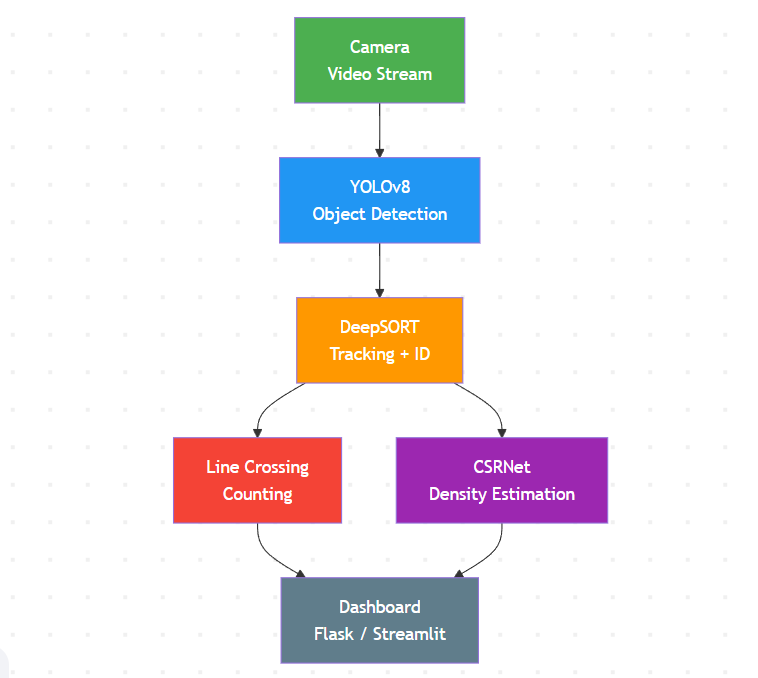 Camera
Video Stream
YOLOv8
Object Detection
DeepSORT
Tracking + ID
Line Crossing
Counting
CSRNet
Density Estimation
Dashboard
Flask / Streamlit